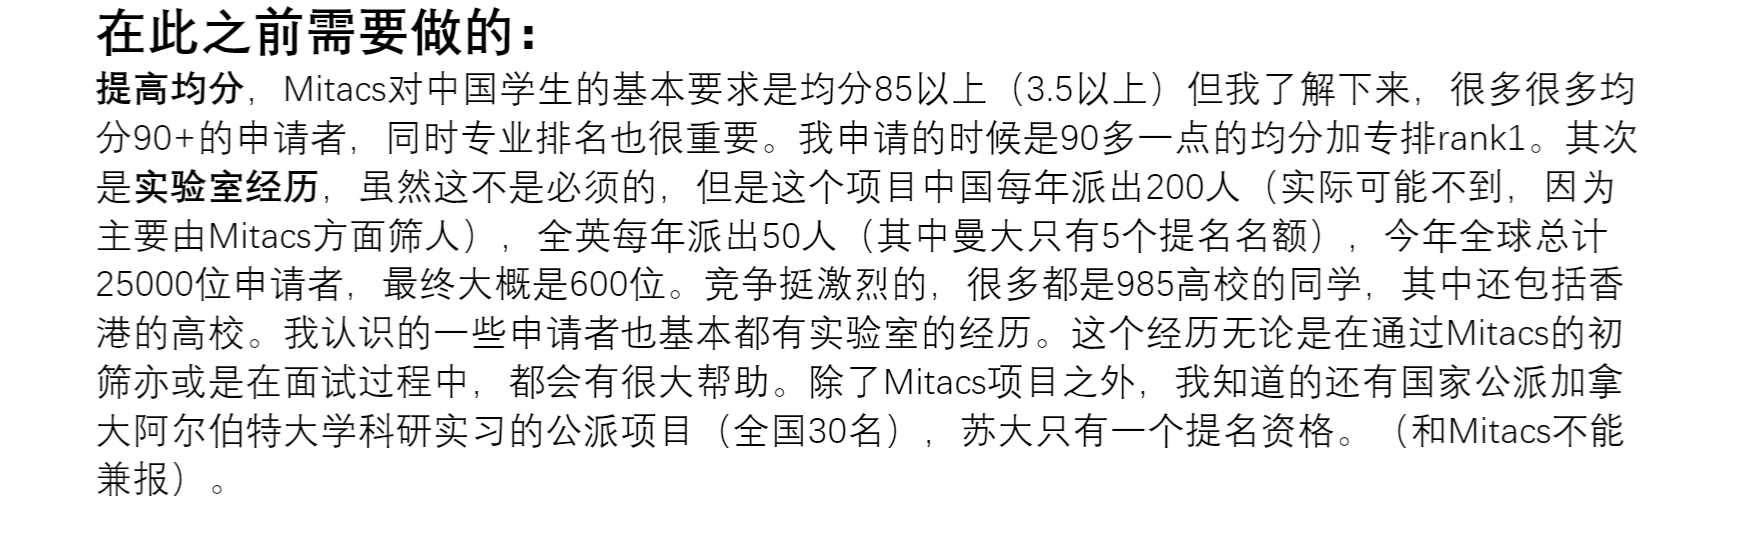 在此之前需要做的：
提高均分，Mitacs对中国学生的基本要求是均分85以上（3.5以上）但我了解下来，很多很多均
分90+的申请者，同时专业排名也很重要。我申请的时候是90多一点的均分加专排rank1。其次
是实验室经历，虽然这不是必须的，但是这个项目中国每年派出200人（实际可能不到，因为
主要由Mitacs方面筛人），全英每年派出50人（其中曼大只有5个提名名额），今年全球总计
25000位申请者，最终大概是600位。竞争挺激烈的，很多都是985高校的同学，其中还包括香
港的高校。我认识的一些申请者也基本都有实验室的经历。这个经历无论是在通过Mitacs的初
筛亦或是在面试过程中，都会有很大帮助。除了Mitacs项目之外，我知道的还有国家公派加拿
大阿尔伯特大学科研实习的公派项目（全国30名），苏大只有一个提名资格。（和Mitacs不能
兼报）。